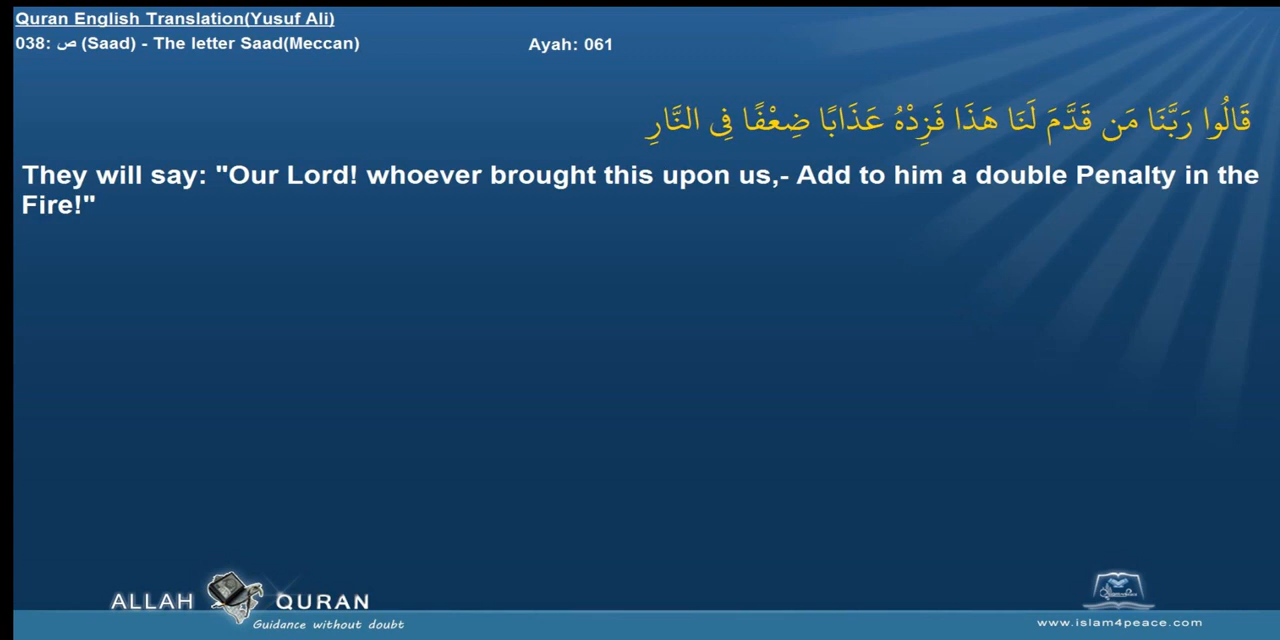 Quran English Translation(Yusuf Ali)
038: ص (Saad) - The letter Saad(Meccan) Ayah: 061
قَالُوا رَبَّنَا مَن قَدَّمَ لَنَا هَذَا فَزِدْهُ عَذَابًا ضِعْفًا فِي النَّارِ
They will say: "Our Lord! whoever brought this upon us,- Add to him a double Penalty in the
Fire!"
ALLAH QURAN
Guidance without doubt
www.islam4peace.com